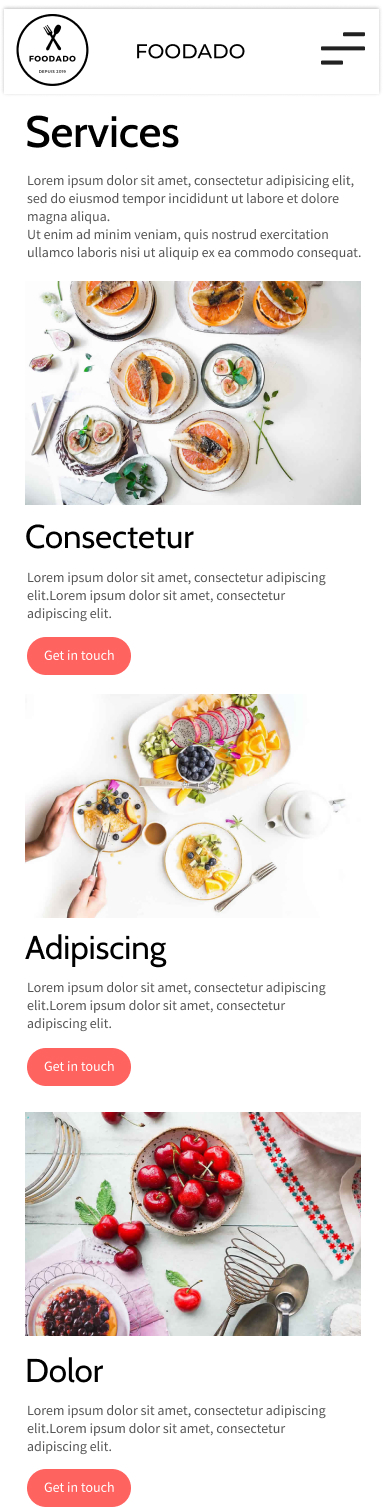 FOODADO
DEPUIS 2019
FOODADO
Services
Lorem ipsum dolor sit amet, consectetur adipisicing elit,
sed do eiusmod tempor incididunt ut labore et dolore
magna aliqua.
Ut enim ad minim veniam, quis nostrud exercitation
ullamco laboris nisi ut aliquip ex ea commodo consequat.
Consectetur
Lorem ipsum dolor sit amet, consectetur adipiscing
elit.Lorem ipsum dolor sit amet, consectetur
adipiscing elit.
Get in touch
Adipiscing
Lorem ipsum dolor sit amet, consectetur adipiscing
elit.Lorem ipsum dolor sit amet, consectetur
adipiscing elit.
Get in touch
Dolor
Lorem ipsum dolor sit amet, consectetur adipiscing
elit.Lorem ipsum dolor sit amet, consectetur
adipiscing elit.
Get in touch